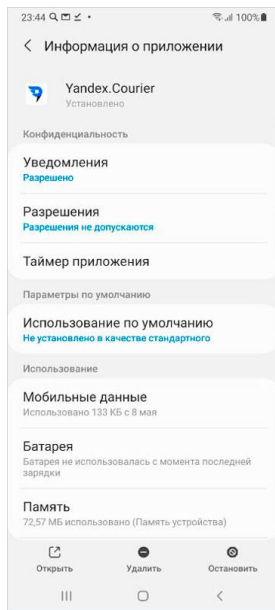 23:44
100%
Информация о приложении
Yandex.Courier
Установлено
Конфиденциальность
Уведомления
Разрешено
Разрешения
Разрешения не допускаются
Таймер приложения
Параметры по умолчанию
Использование по умолчанию
Не установлено в качестве стандартного
Использование
Мобильные данные
Использовано 133 КБ с 8 мая
Батарея
Батарея не использовалась с момента последней
зарядки
Память
72,57 МБ использовано (Память устройства)
Открыть
Удалить
Остановить